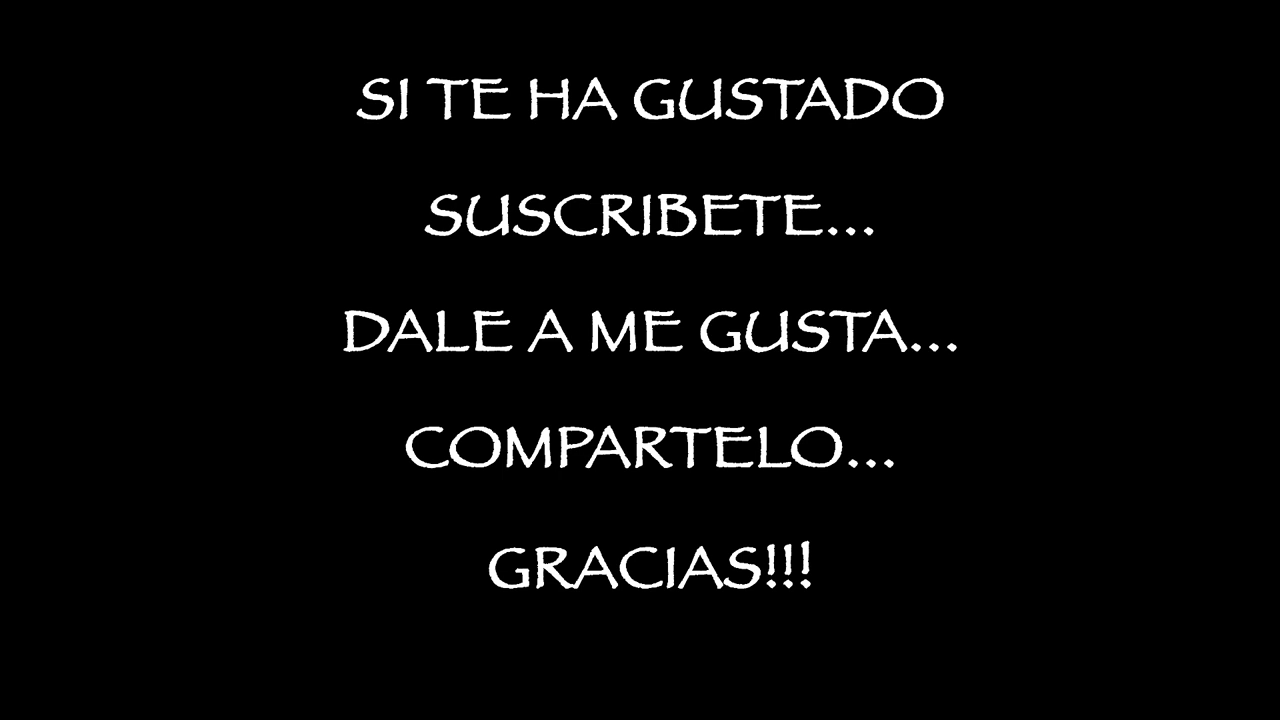 SI TE HA GUSTADO
SUSCRIBETE...
DALE A ME GUSTA...
COMPARTELO...
GRACIAS!!!